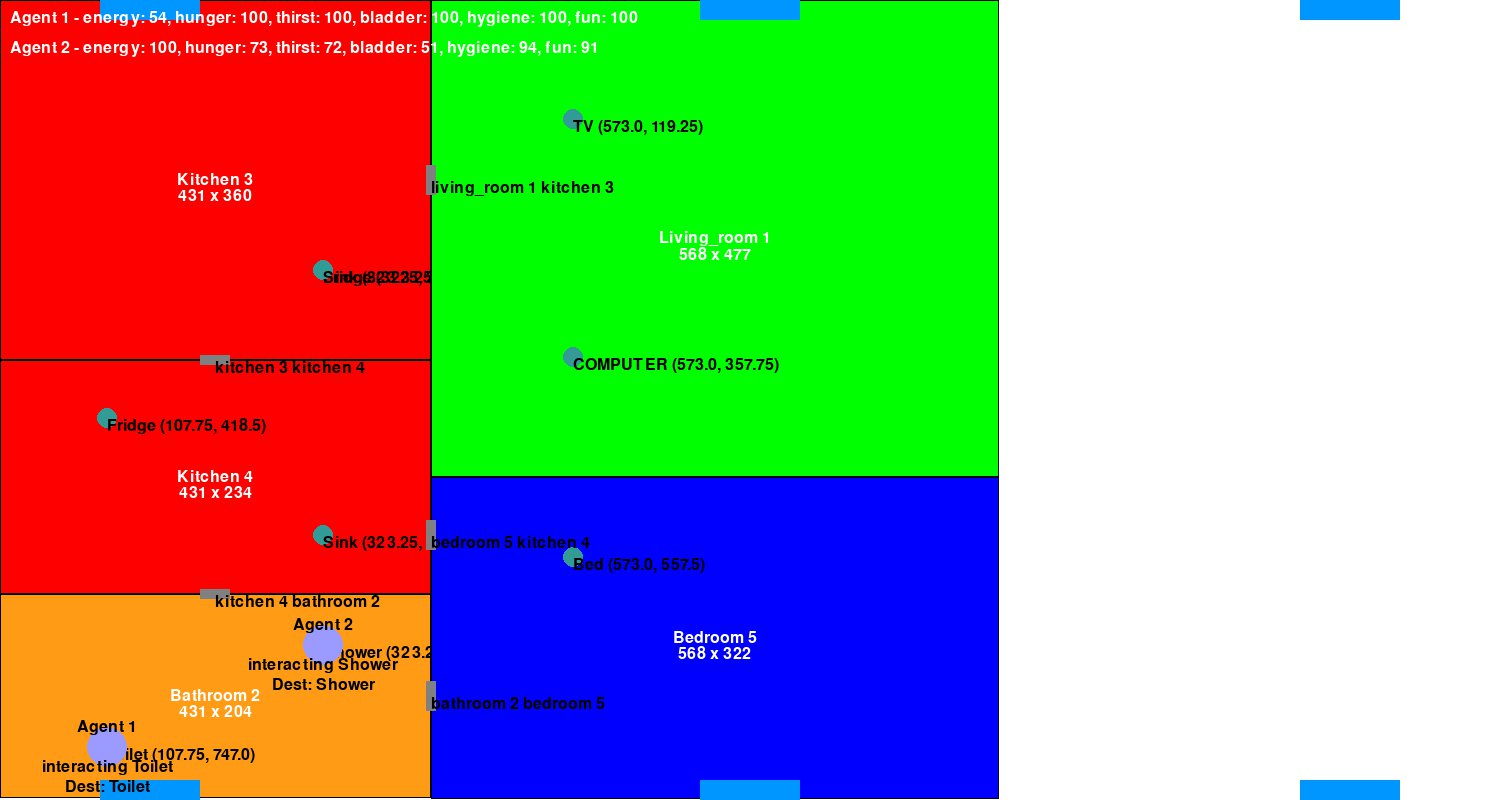 Agent 1 - energy: 54, hunger: 100, thirst: 100, bladder: 100, hygiene: 100, fun: 100
Agent 2 - energy: 100, hunger: 73, thirst: 72, bladder: 51, hygiene: 94, fun: 91
TV (573.0, 119.25)
Kitchen 3
431 x 360
living_room 1 kitchen 3
Living_room 1
568 x 477
COMPUTER (573.0, 357.75)
kitchen 3 kitchen 4
Fridge (107.75, 418.5)
Kitchen 4
431 x 234
Sink (323.25,
bedroom 5 kitchen 4
Bed (573.0, 557.5)
kitchen 4 bathroom 2
Agent 2
interacting Shower
Dest: Shower
Bedroom 5
568 x 322
Bathroom 2
431 x 204
bathroom 2 bedroom 5
Agent 1
(107.75, 747.0)
interacting Toilet
Dest: Toilet